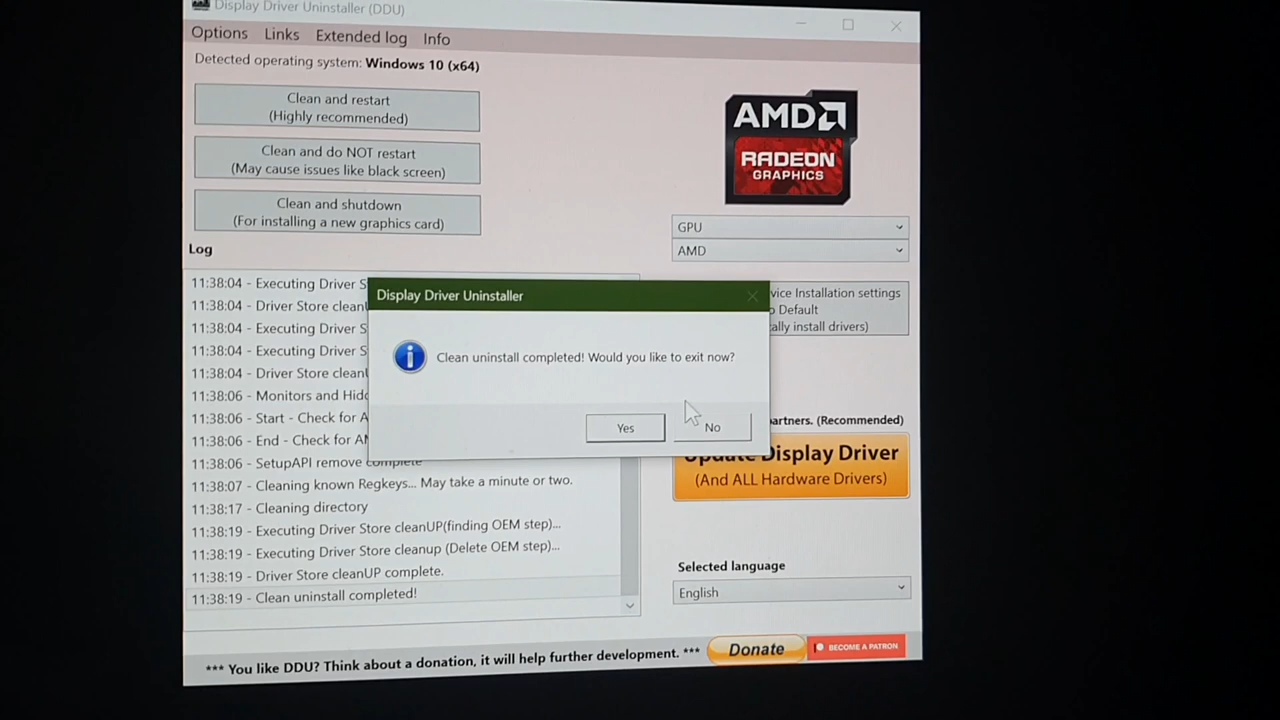 Display Driver Uninstaller (DDU)
Options Links Extended log Info
Detected operating system: Windows 10 (x64)
Clean and restart
(Highly recommended)
Clean and do NOT restart
(May cause issues like black screen)
Clean and shutdown
(For installing a new graphics card)
AMD
RADEON
GRAPHICS
GPU
AMD
Log
11:38:04 - Executing Driver S
11:38:04 - Driver Store clean
11:38:04 - Executing Driver S
11:38:04 - Executing Driver S
11:38:04 - Driver Store clean
11:38:06 - Monitors and Hid
11:38:06 - Start - Check for A
11:38:06 - End - Check for A
11:38:06 - SetupAPI remove complete
11:38:07 - Cleaning known Regkeys... May take a minute or two.
11:38:17 - Cleaning directory
11:38:19 - Executing Driver Store cleanUP(finding OEM step)...
11:38:19 - Executing Driver Store cleanup (Delete OEM step)...
11:38:19 - Driver Store cleanUP complete.
11:38:19 - Clean uninstall completed!
Display Driver Uninstaller
Clean uninstall completed! Would you like to exit now?
Yes No
vice Installation settings
o Default
ally install drivers)
artners. (Recommended)
Update Display Driver
(And ALL Hardware Drivers)
Selected language
English
*** You like DDU? Think about a donation, it will help further development. ***
Donate
BECOME A PATRON